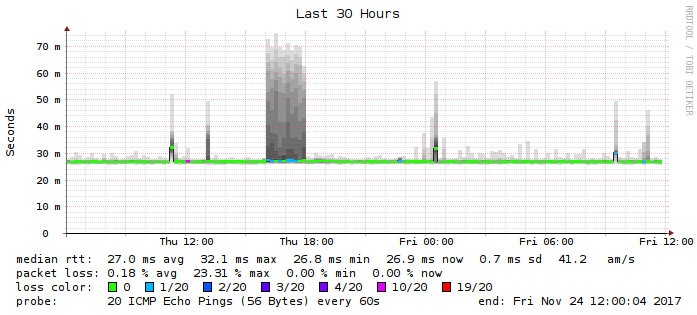 Last 30 Hours
RRDTOOL / TOBI OETIKER
Seconds
70 m
60 m
50 m
40 m
30 m
20 m
10 m
0
Thu 12:00 Thu 18:00 Fri 00:00 Fri 06:00 Fri 12:00
median rtt: 27.0 ms avg 32.1 ms max 26.8 ms min 26.9 ms now 0.7 ms sd 41.2 am/s
packet loss: 0.18 % avg 23.31 % max 0.00 % min 0.00 % now
loss color: 0 1/20 2/20 3/20 4/20 10/20 19/20
probe: 20 ICMP Echo Pings (56 Bytes) every 60s end: Fri Nov 24 12:00:04 2017